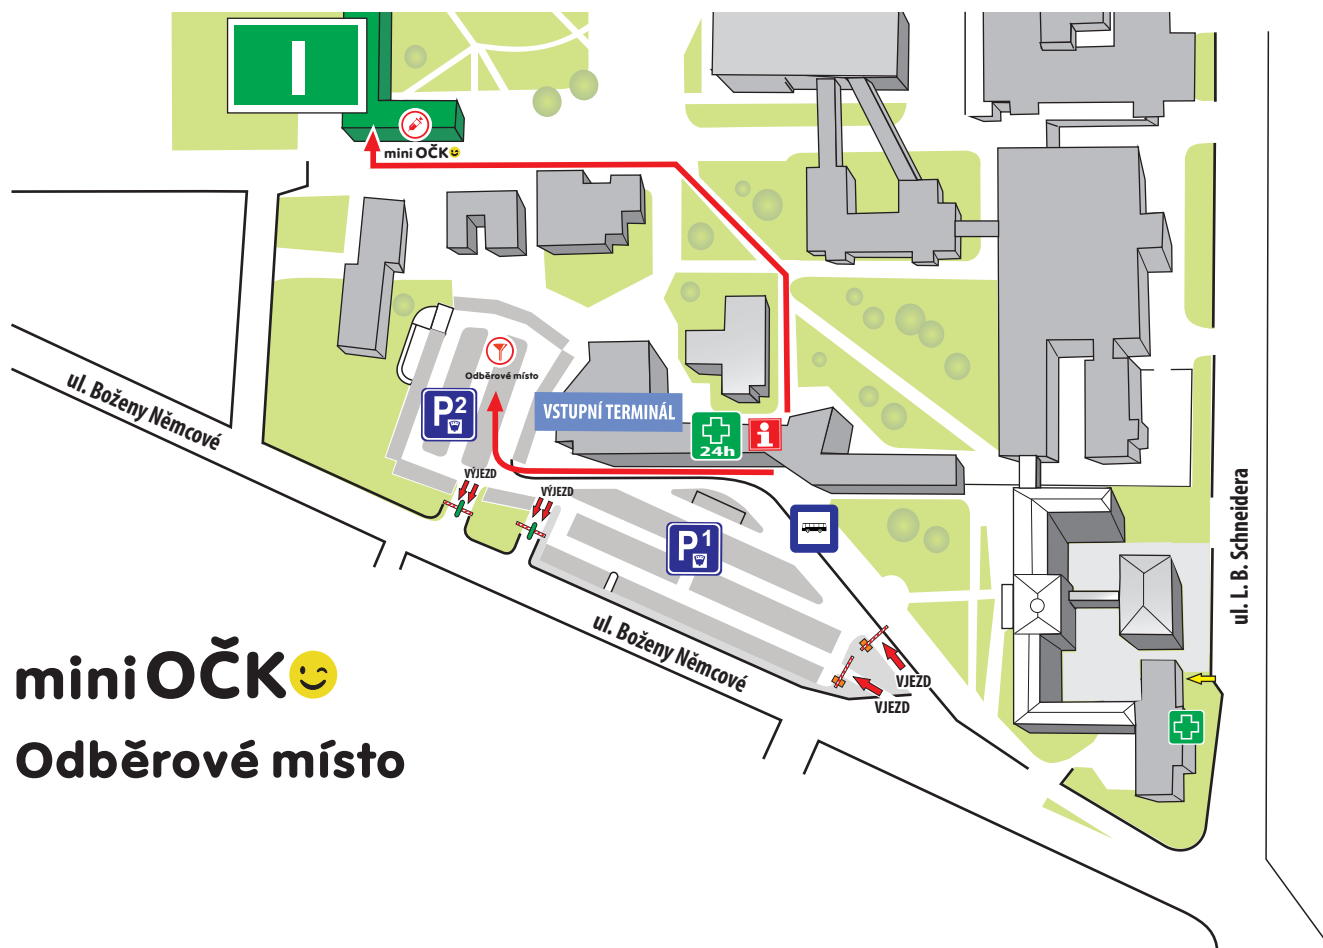 mini OČK
ul. Boženy Němcové
Odběrové místo
P2
VSTUPNÍ TERMINÁL
24h
i
VÝJEZD
VÝJEZD
P1
ul. L. B. Schneidera
ul. Boženy Němcové
VJEZD
VJEZD
mini OČK
Odběrové místo